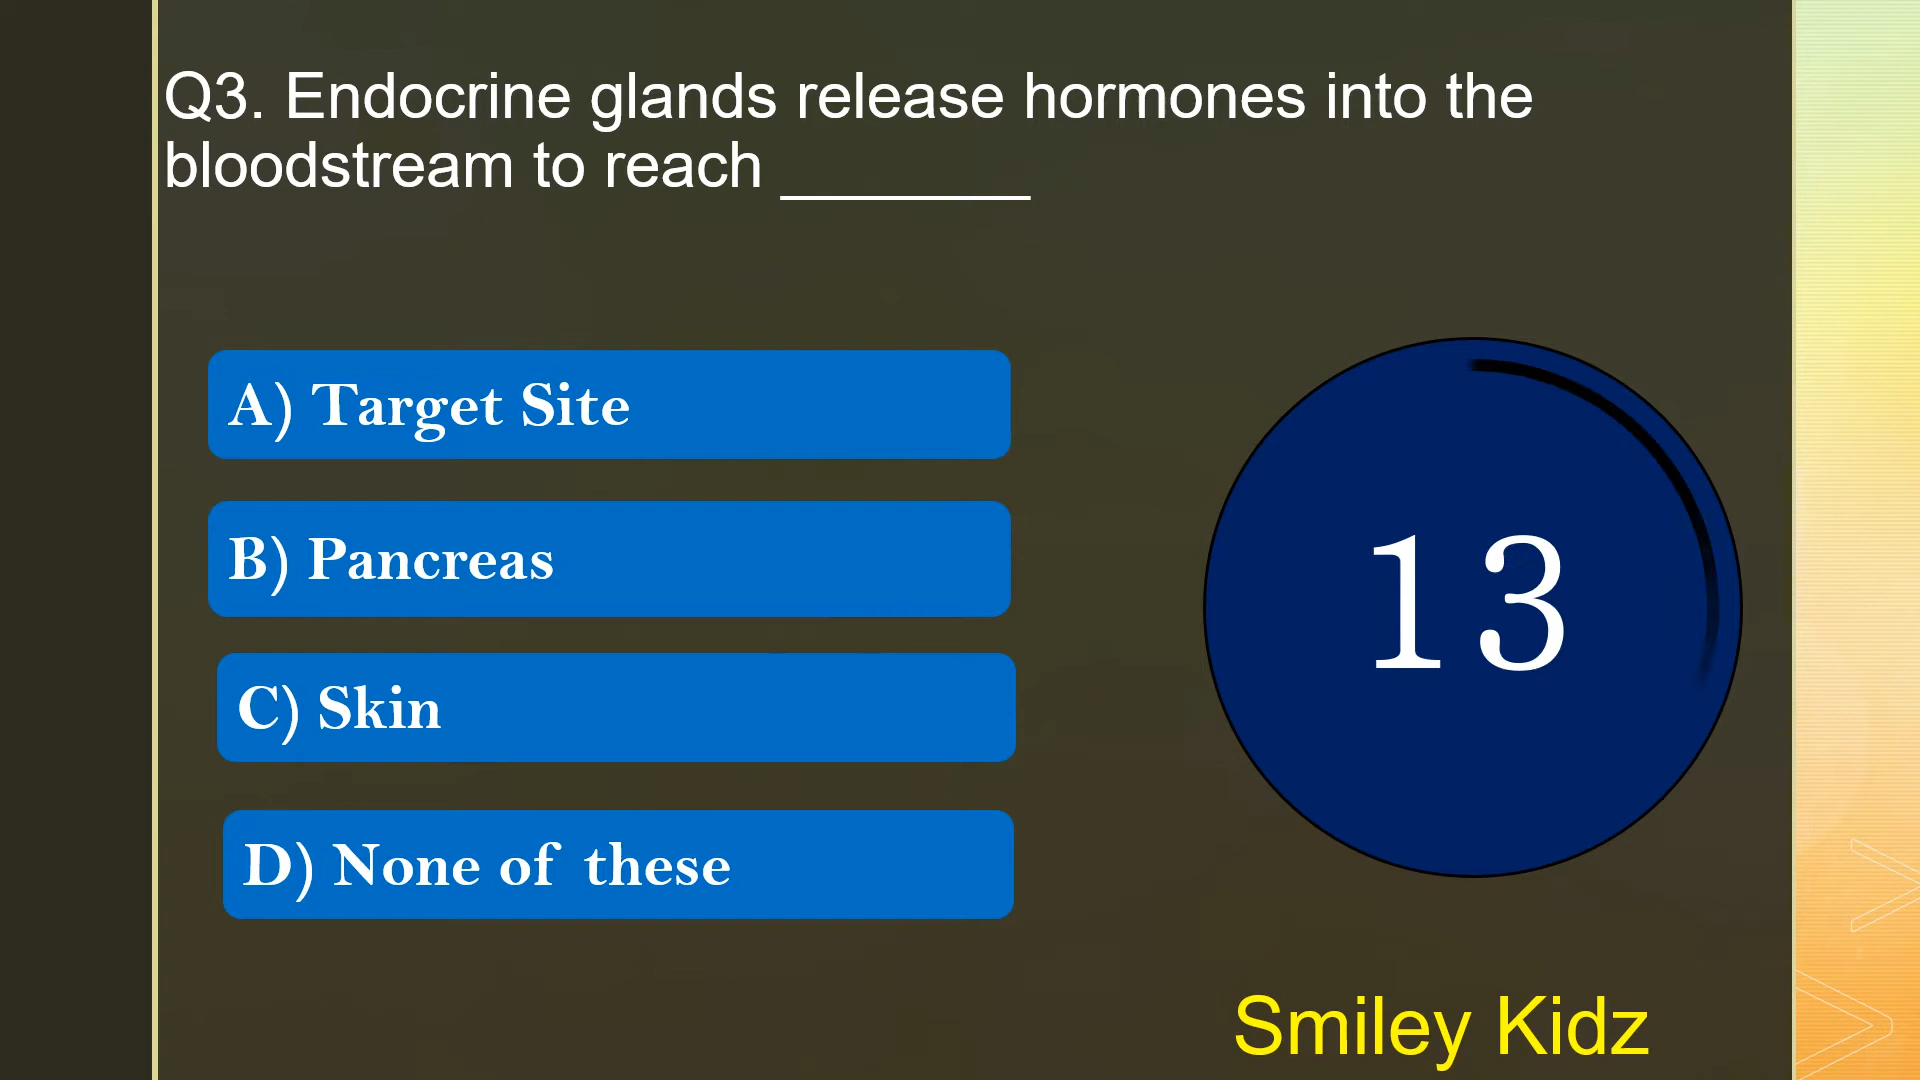 Q3. Endocrine glands release hormones into the
bloodstream to reach _______
A) Target Site
B) Pancreas
C) Skin
D) None of these
13
Smiley Kidz